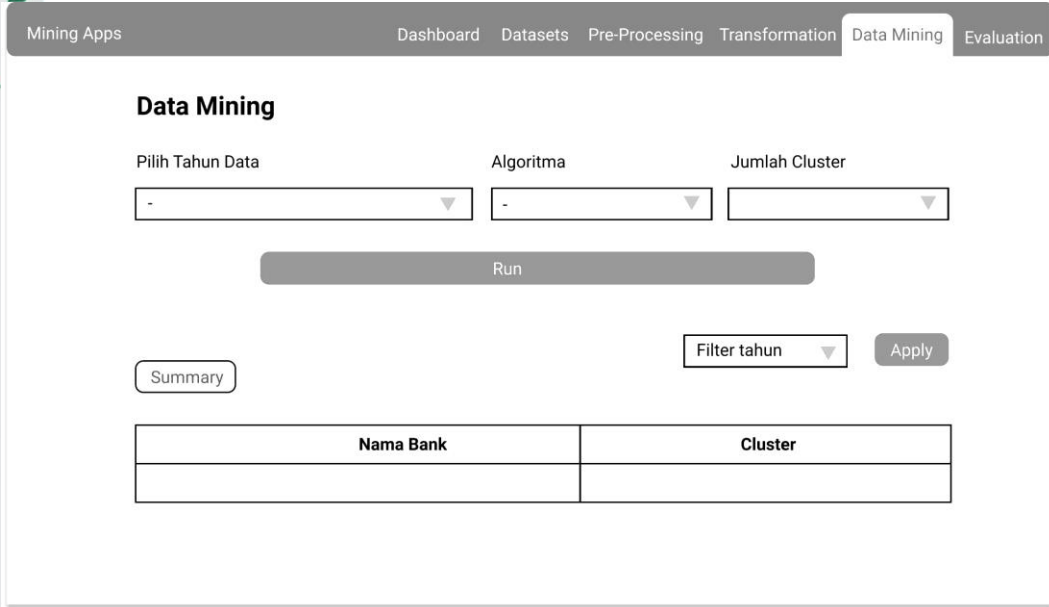 Mining Apps Dashboard Datasets Pre-Processing Transformation Data Mining Evaluation
Data Mining
Pilih Tahun Data Algoritma Jumlah Cluster
- -
Run
Filter tahun Apply
Summary
Nama Bank Cluster